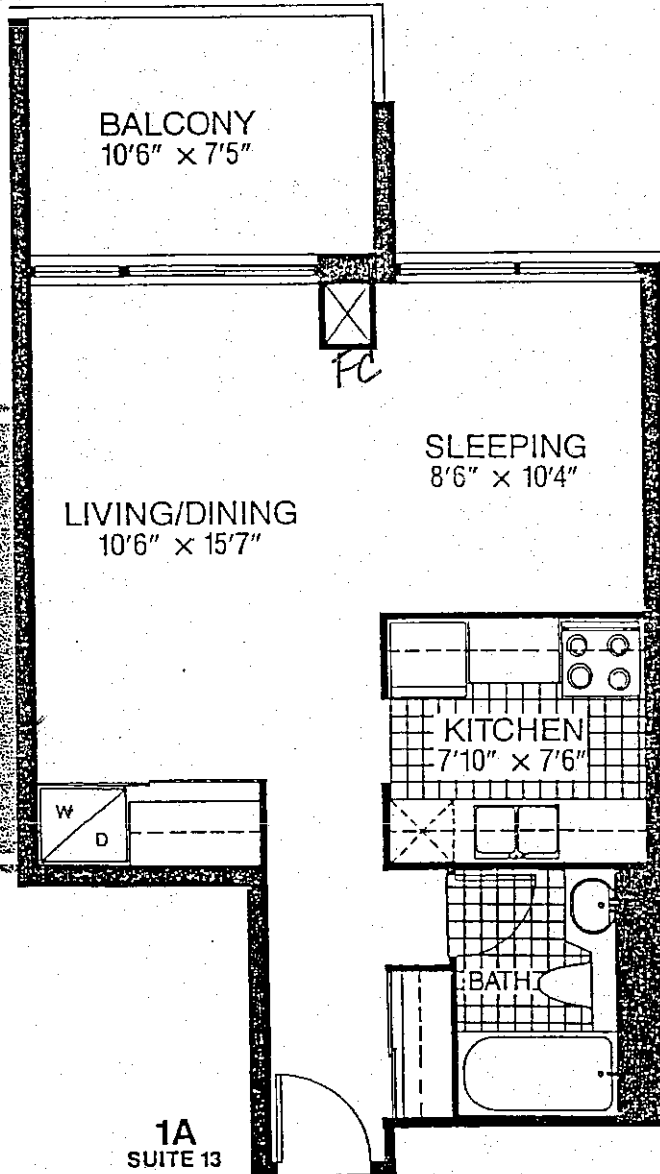 BALCONY
10'6" × 7'5"
FC
SLEEPING
8'6" × 10'4"
LIVING/DINING
10'6" × 15'7"
KITCHEN
7'10" × 7'6"
W
D
BATH
1A
SUITE 13